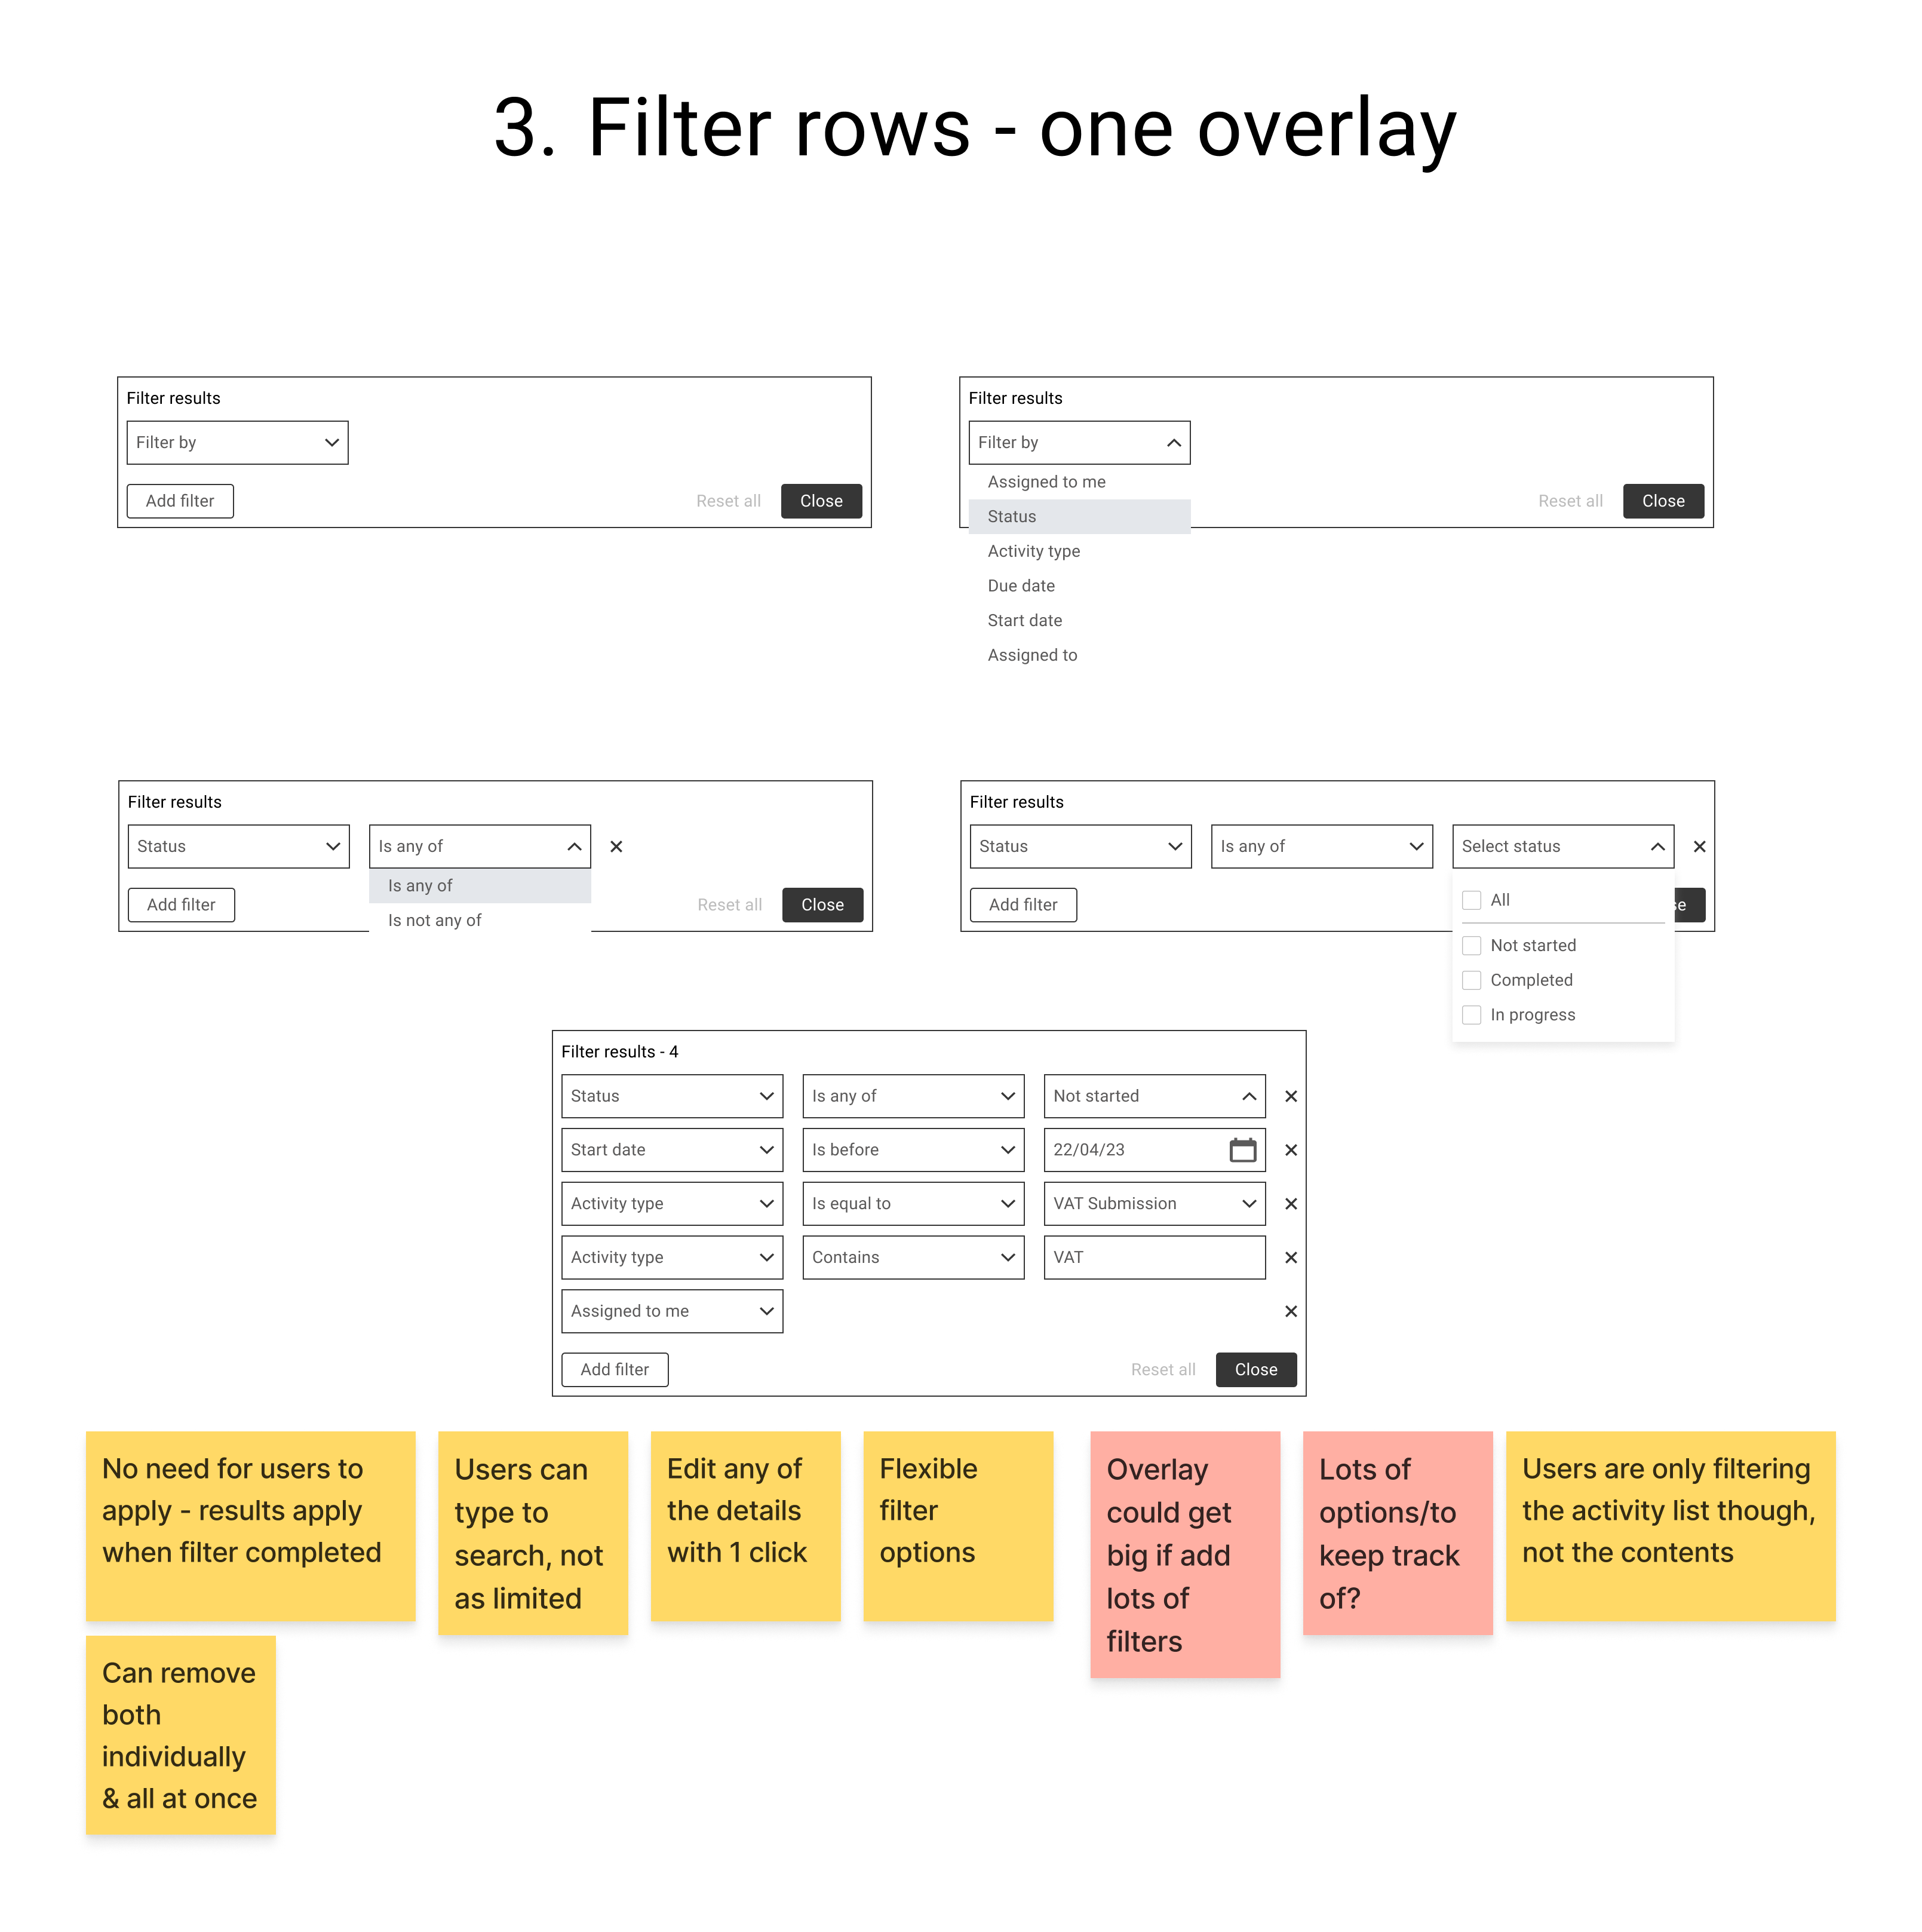 3. Filter rows - one overlay
Filter results
Filter by
Add filter
Reset all
Close
Filter results
Filter by
Assigned to me
Status
Activity type
Due date
Start date
Assigned to
Reset all
Close
Filter results
Status
Is any of
Is any of
Is not any of
Add filter
Reset all
Close
Filter results
Status
Is any of
Select status
All
Not started
Completed
In progress
Add filter
se
Filter results - 4
Status
Is any of
Not started
Start date
Is before
22/04/23
Activity type
Is equal to
VAT Submission
Activity type
Contains
VAT
Assigned to me
Add filter
Reset all
Close
No need for users to
apply - results apply
when filter completed
Users can
type to
search, not
as limited
Edit any of
the details
with 1 click
Flexible
filter
options
Overlay
could get
big if add
lots of
filters
Lots of
options/to
keep track
of?
Users are only filtering
the activity list though,
not the contents
Can remove
both
individually
& all at once